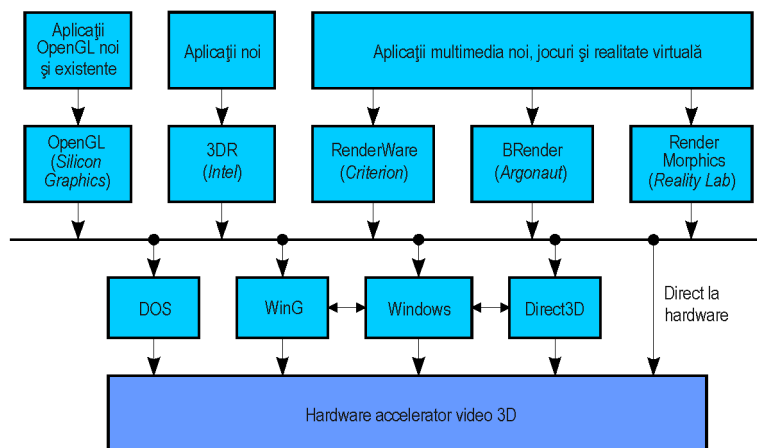 Aplicaţii
OpenGL noi
şi existente
Aplicaţii noi
Aplicaţii multimedia noi, jocuri şi realitate virtuală
OpenGL
(Silicon
Graphics)
3DR
(Intel)
RenderWare
(Criterion)
BRender
(Argonaut)
Render
Morphics
(Reality Lab)
DOS
WinG
Windows
Direct3D
Direct la
hardware
Hardware accelerator video 3D